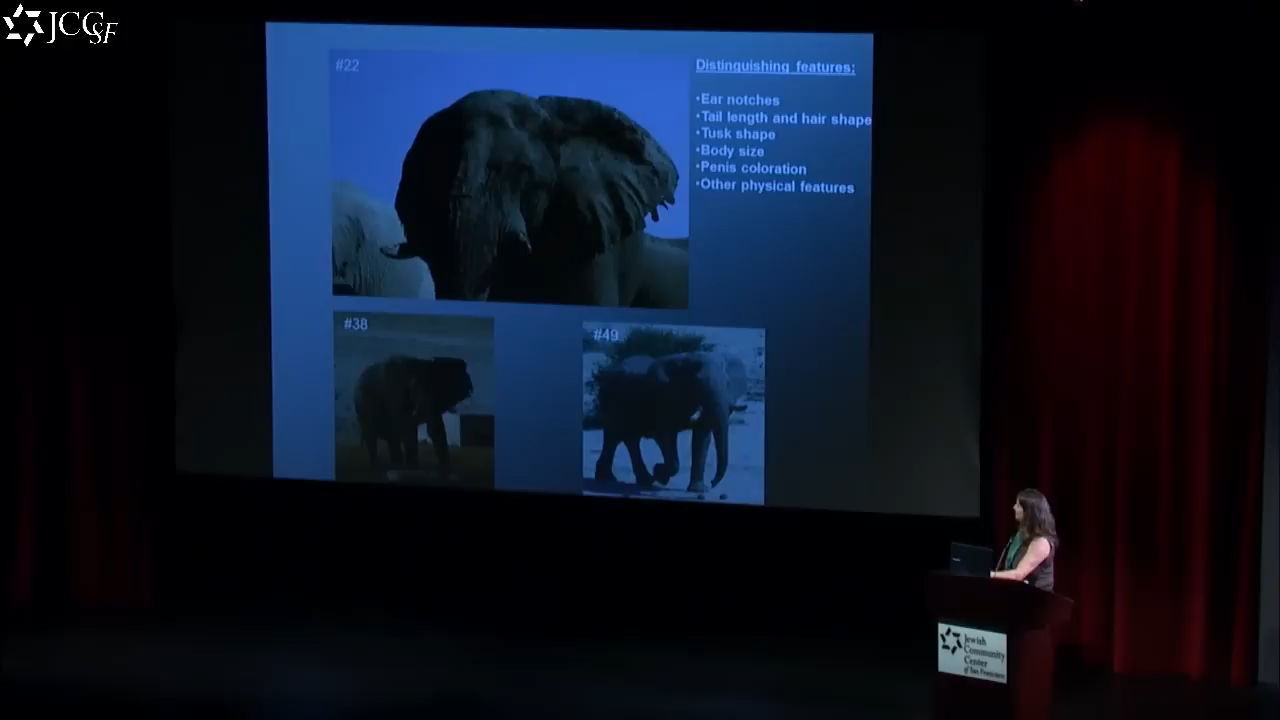 JCCSF
#22
Distinguishing features:
•Ear notches
•Tail length and hair shape
•Tusk shape
•Body size
•Penis coloration
•Other physical features
#38
#49
Jewish
Community
Center
of San Francisco